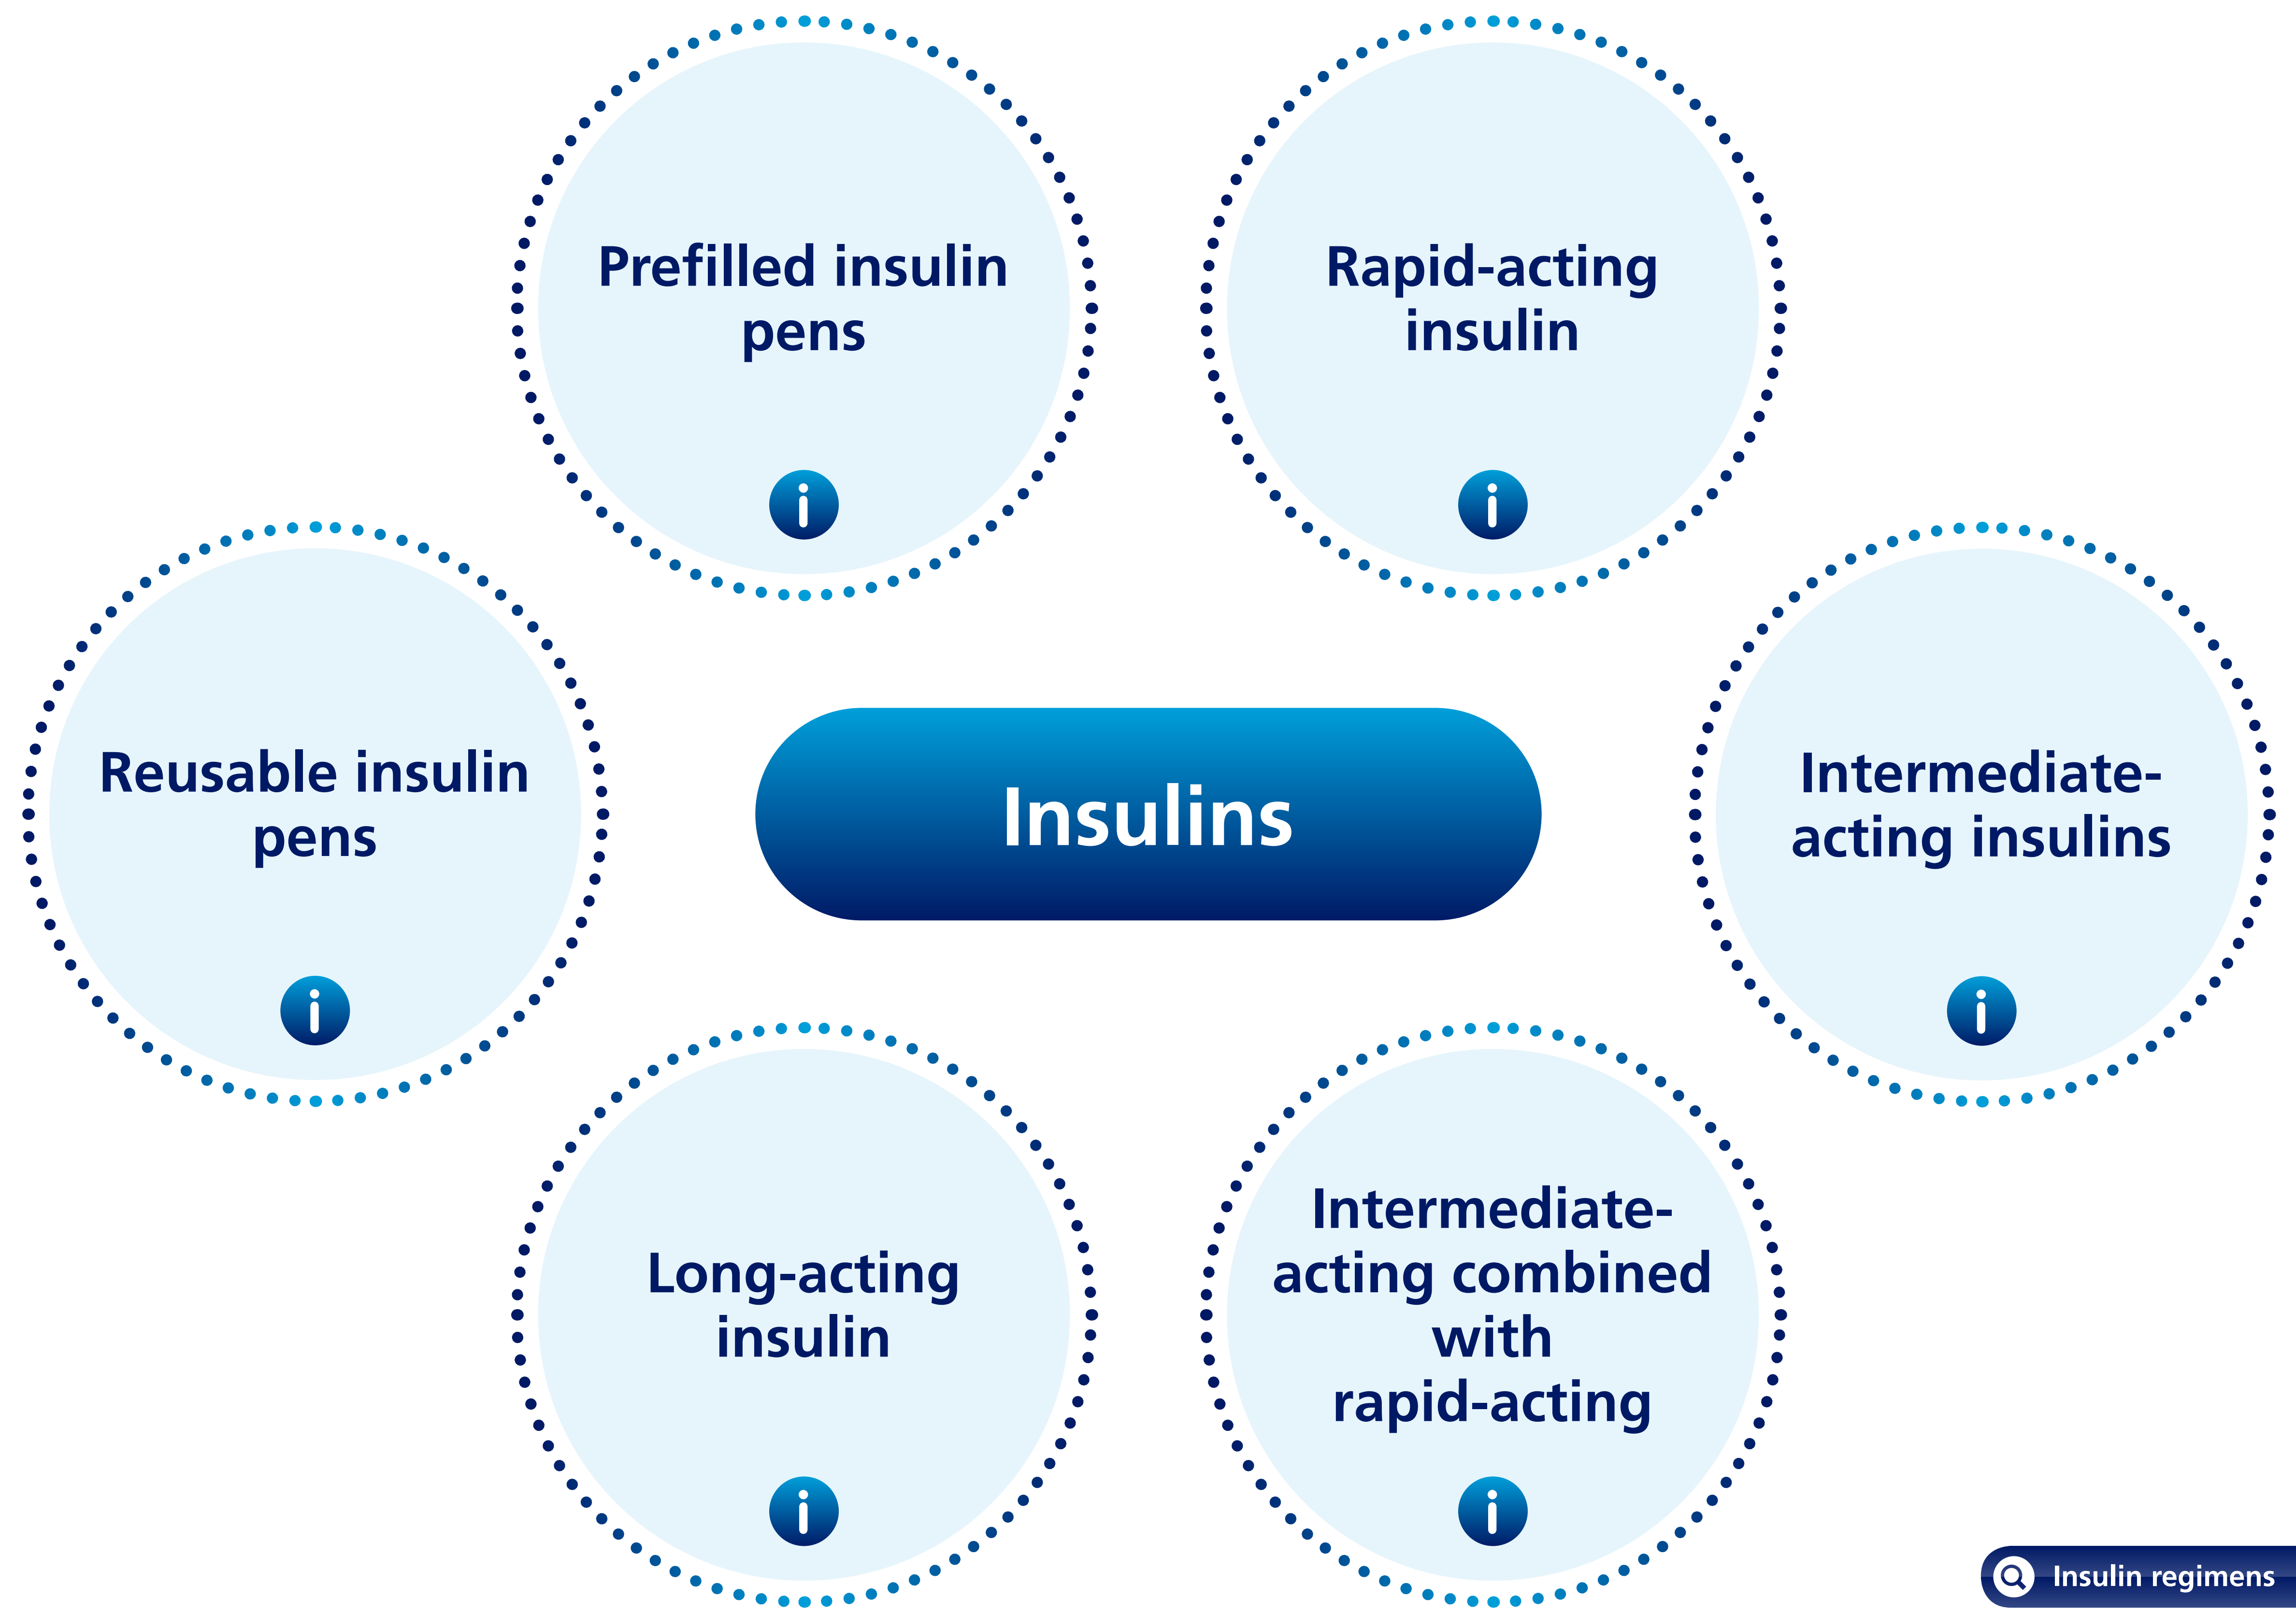 Prefilled insulin
pens
Rapid-acting
insulin
Reusable insulin
pens
Insulins
Intermediate-
acting insulins
Long-acting
insulin
Intermediate-
acting combined
with
rapid-acting
Insulin regimens